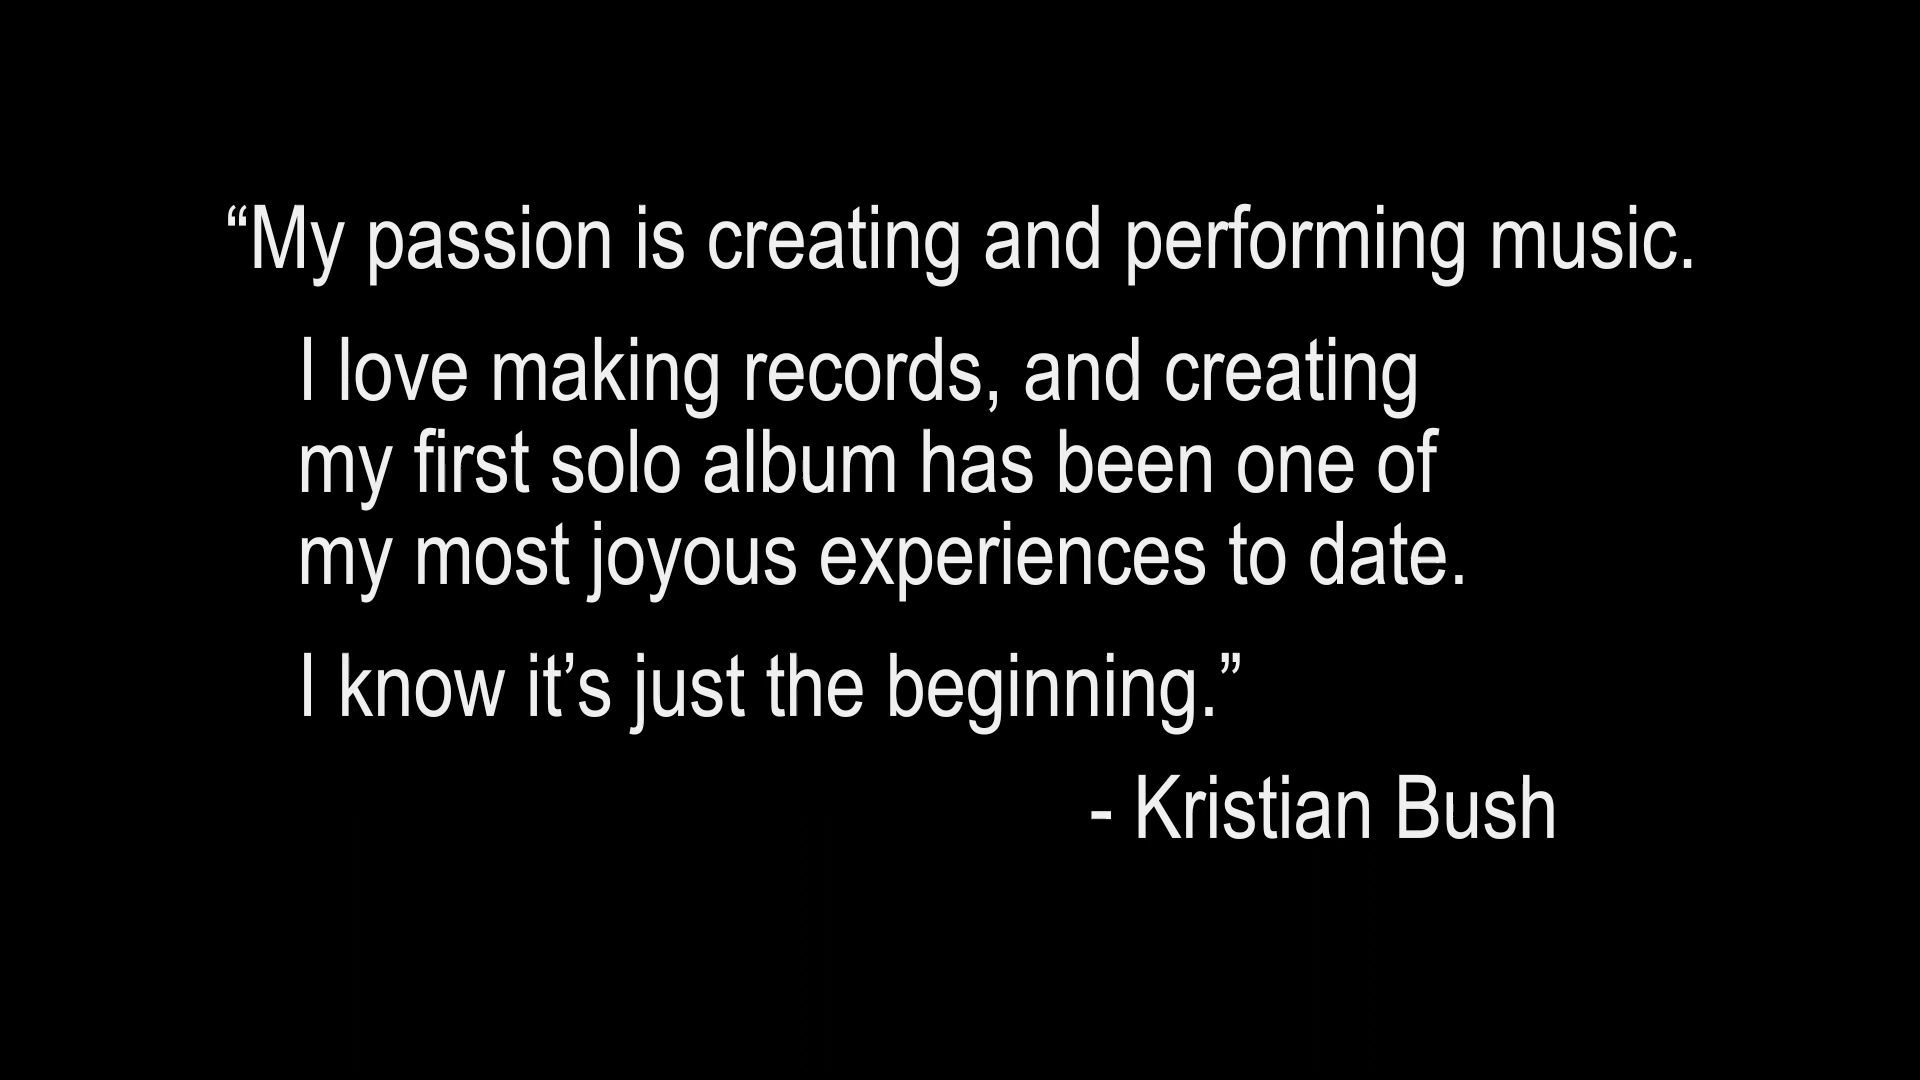 “My passion is creating and performing music.
I love making records, and creating
my first solo album has been one of
my most joyous experiences to date.
I know it’s just the beginning.”
- Kristian Bush